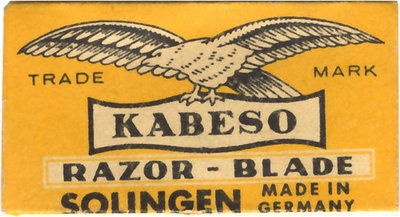 TRADE MARK
KABESO
RAZOR - BLADE
SOLINGEN MADE IN
GERMANY